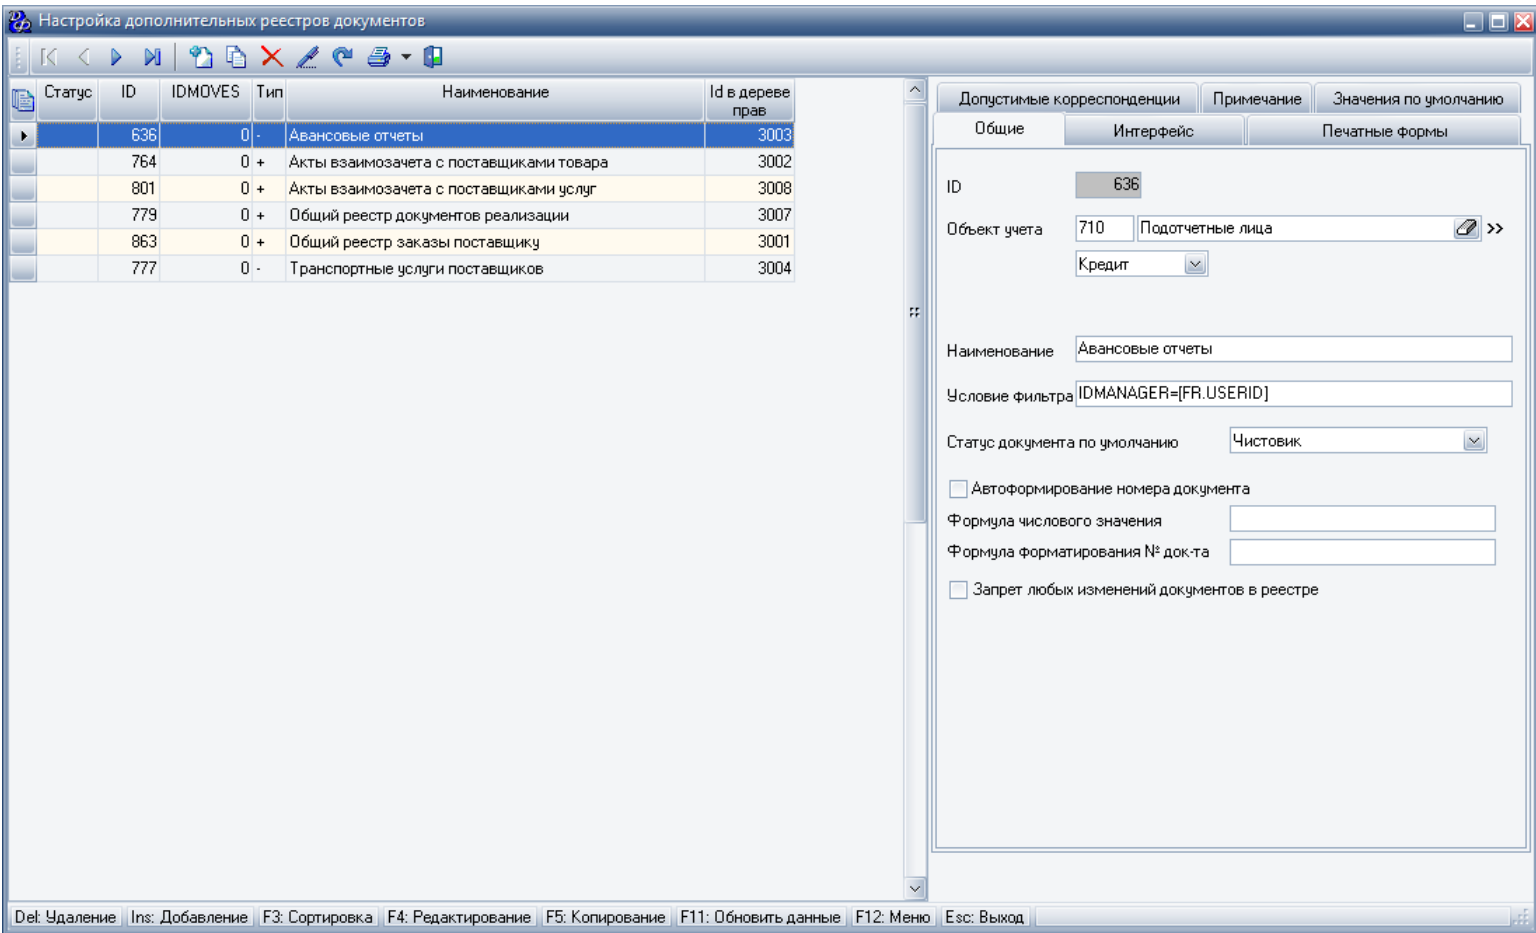 Настройка дополнительных реестров документов
Статус ID IDMOVES Тип Наименование Id в дереве прав
636 0 - Авансовые отчеты 3003
764 0 + Акты взаимозачета с поставщиками товара 3002
801 0 + Акты взаимозачета с поставщиками услуг 3008
779 0 + Общий реестр документов реализации 3007
863 0 + Общий реестр заказы поставщику 3001
777 0 - Транспортные услуги поставщиков 3004
Допустимые корреспонденции Примечание Значения по умолчанию
Общие Интерфейс Печатные формы
ID 636
Объект учета 710 Подотчетные лица >>
Кредит
Наименование Авансовые отчеты
Условие фильтра IDMANAGER=[FR.USERID]
Статус документа по умолчанию Чистовик
Автоформирование номера документа
Формула числового значения
Формула форматирования № док-та
Запрет любых изменений документов в реестре
Del: Удаление Ins: Добавление F3: Сортировка F4: Редактирование F5: Копирование F11: Обновить данные F12: Меню Esc: Выход